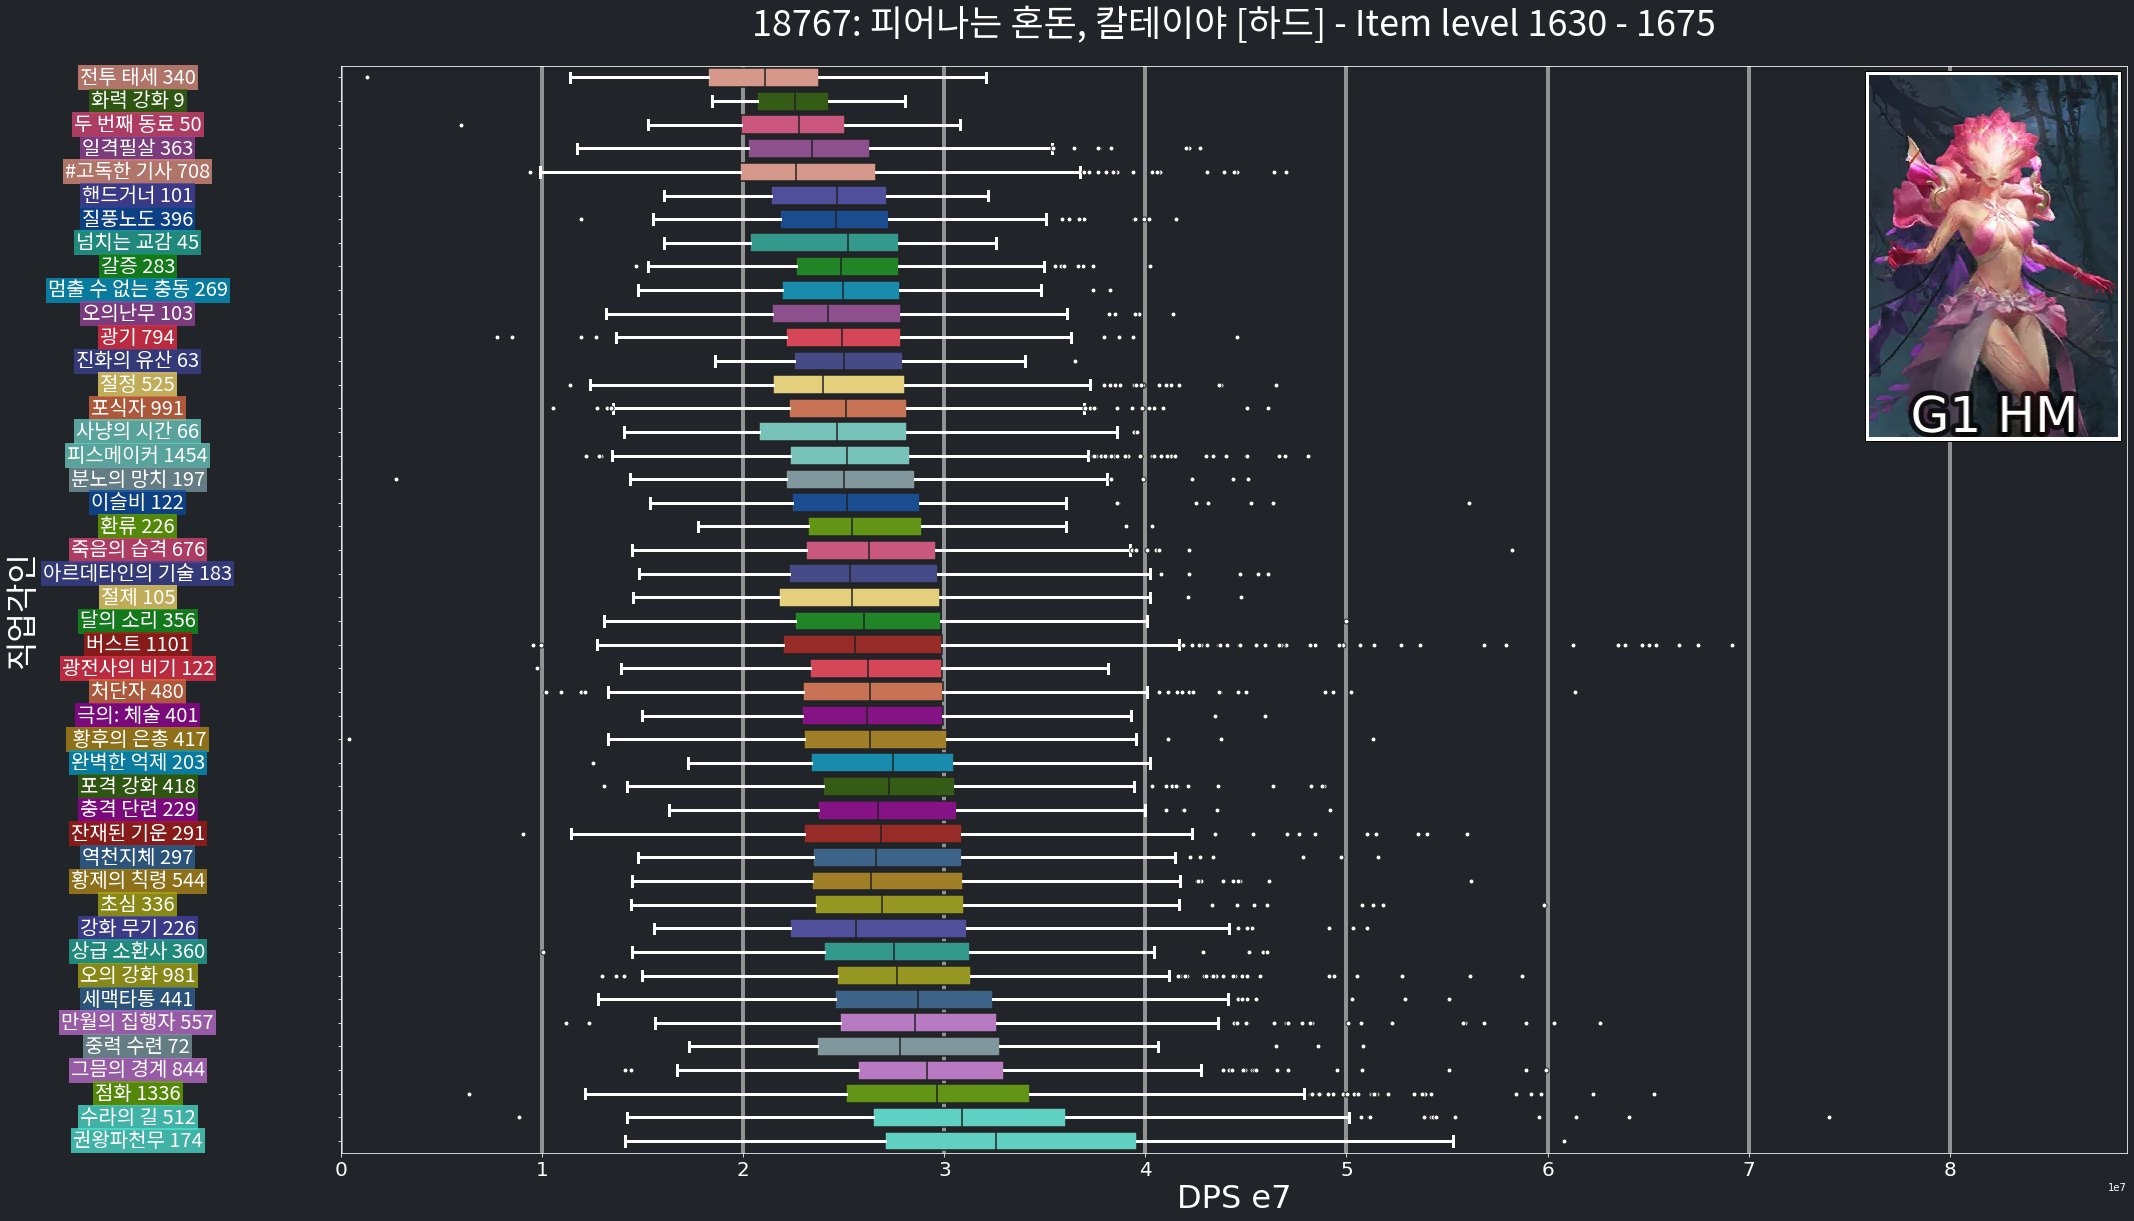 18767: 피어나는 혼돈, 칼테이야 [하드] - Item level 1630 - 1675
직업각인
전투 태세 340
화력 강화 9
두 번째 동료 50
일격필살 363
#고독한 기사 708
핸드거너 101
질풍노도 396
넘치는 교감 45
갈증 283
멈출 수 없는 충동 269
오의난무 103
광기 794
진화의 유산 63
절정 525
포식자 991
사냥의 시간 66
피스메이커 1454
분노의 망치 197
이슬비 122
환류 226
죽음의 습격 676
아르데타인의 기술 183
절제 105
달의 소리 356
버스트 1101
광전사의 비기 122
처단자 480
극의: 체술 401
황후의 은총 417
완벽한 억제 203
포격 강화 418
충격 단련 229
잔재된 기운 291
역천지체 297
황제의 칙령 544
초심 336
강화 무기 226
상급 소환사 360
오의 강화 981
세맥타통 441
만월의 집행자 557
중력 수련 72
그믐의 경계 844
점화 1336
수라의 길 512
권왕파천무 174
G1 HM
0 1 2 3 4 5 6 7 8
DPS e7
1e7